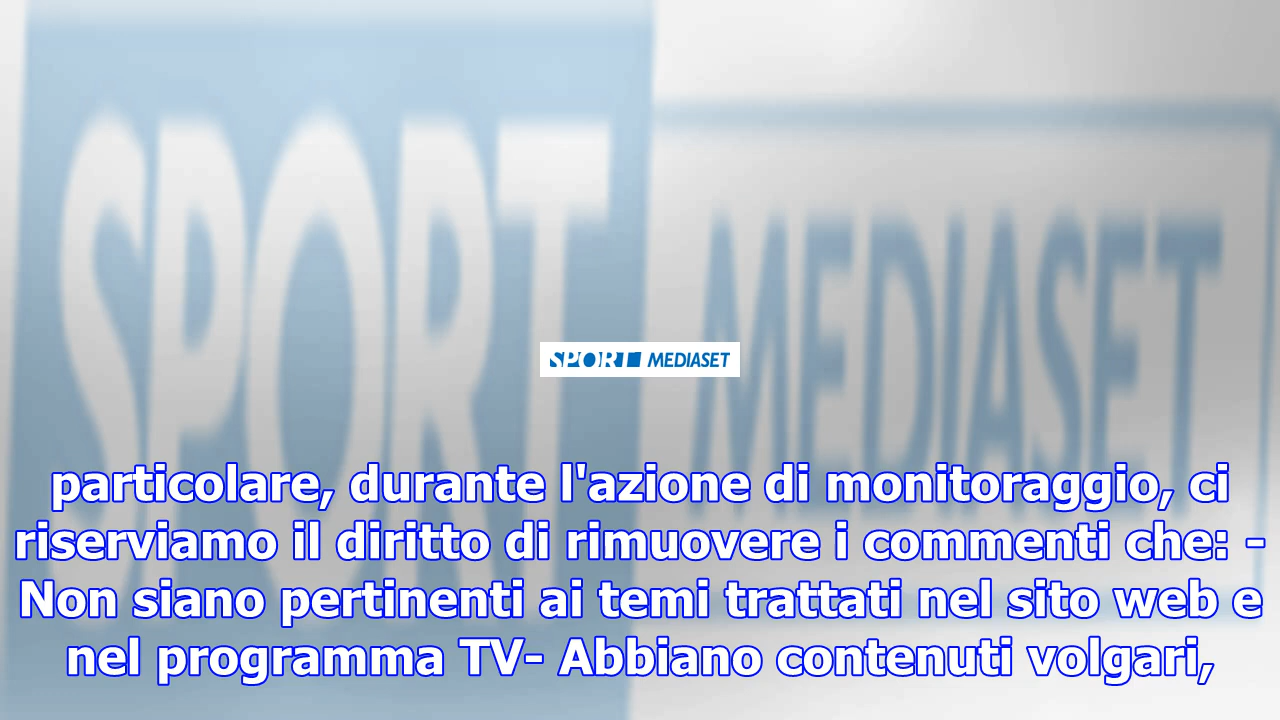 SPORT MEDIASET
SPORT MEDIASET
particolare, durante l'azione di monitoraggio, ci
riserviamo il diritto di rimuovere i commenti che: -
Non siano pertinenti ai temi trattati nel sito web e
nel programma TV- Abbiano contenuti volgari,